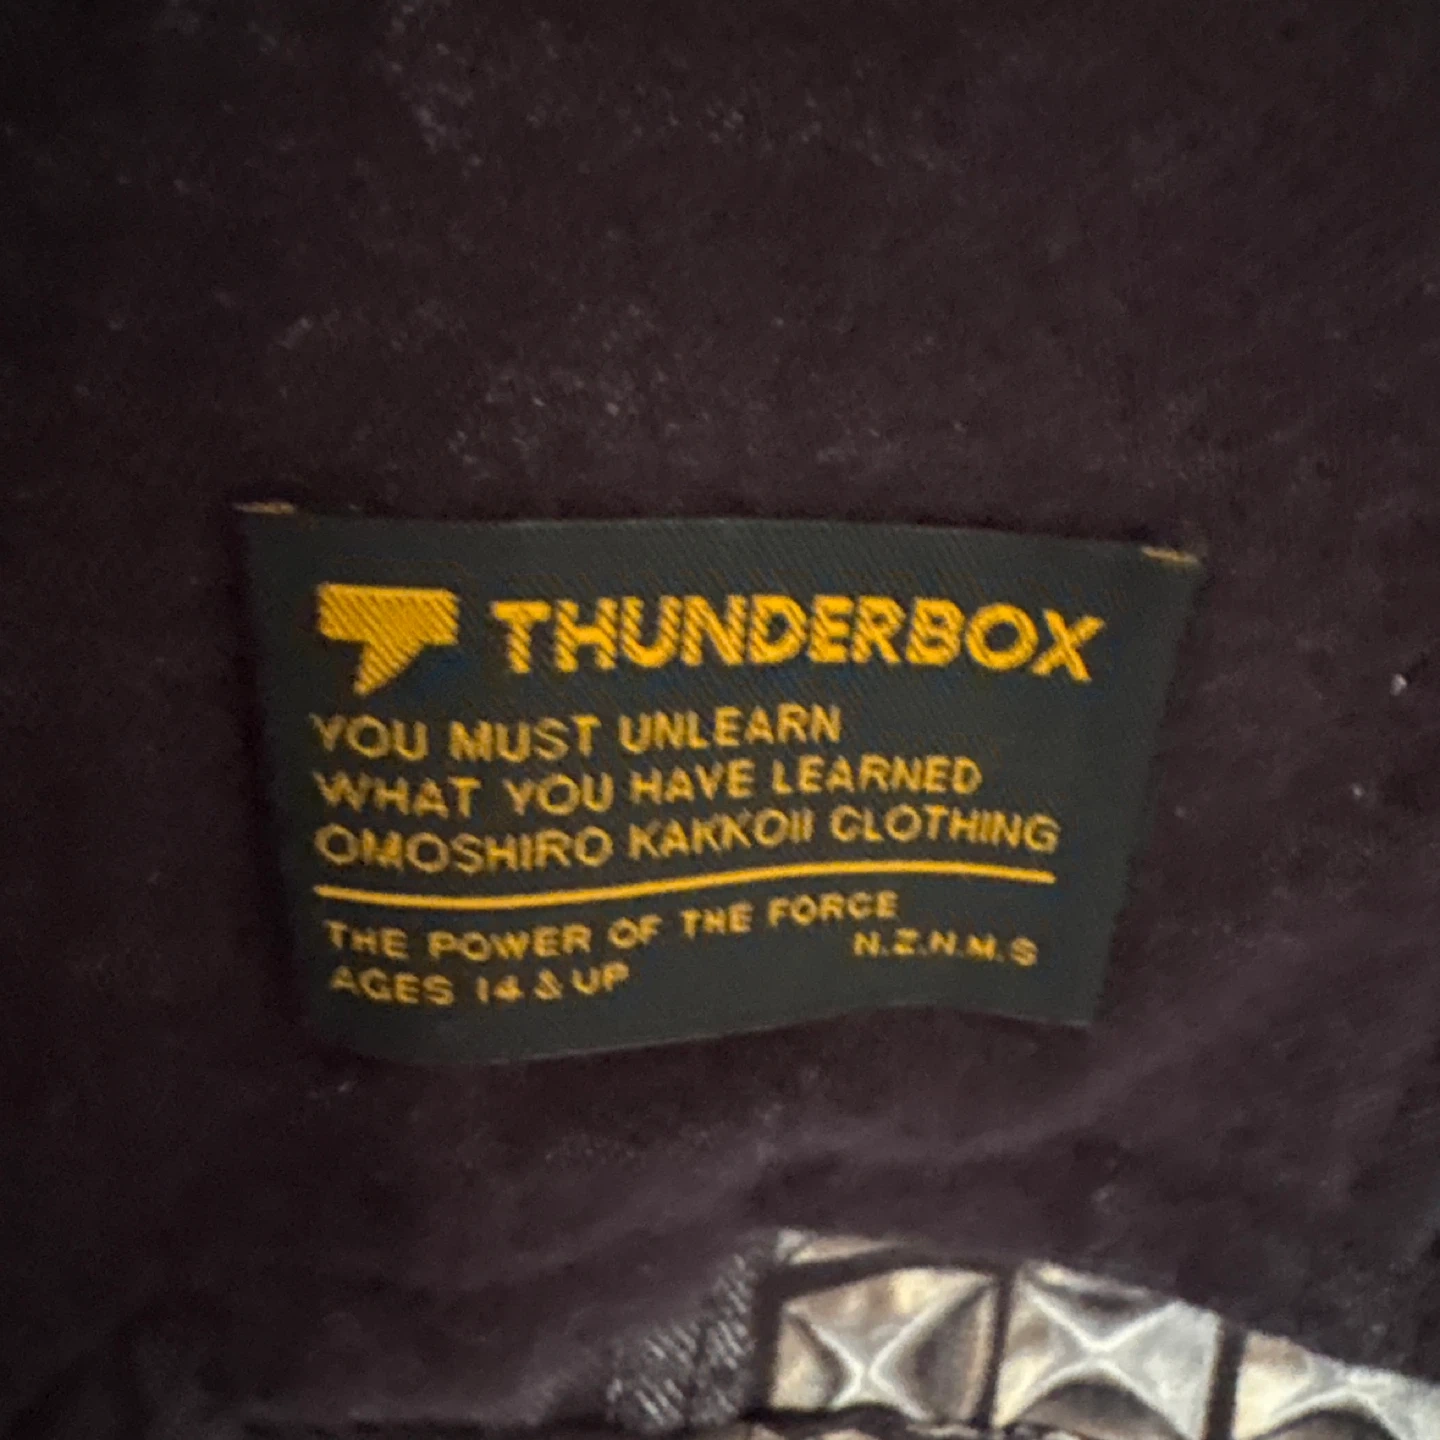 THUNDERBOX
YOU MUST UNLEARN
WHAT YOU HAVE LEARNED
OMOSHIRO KAKKOII CLOTHING
THE POWER OF THE FORCE
N.Z.N.M.S
AGES 14 & UP